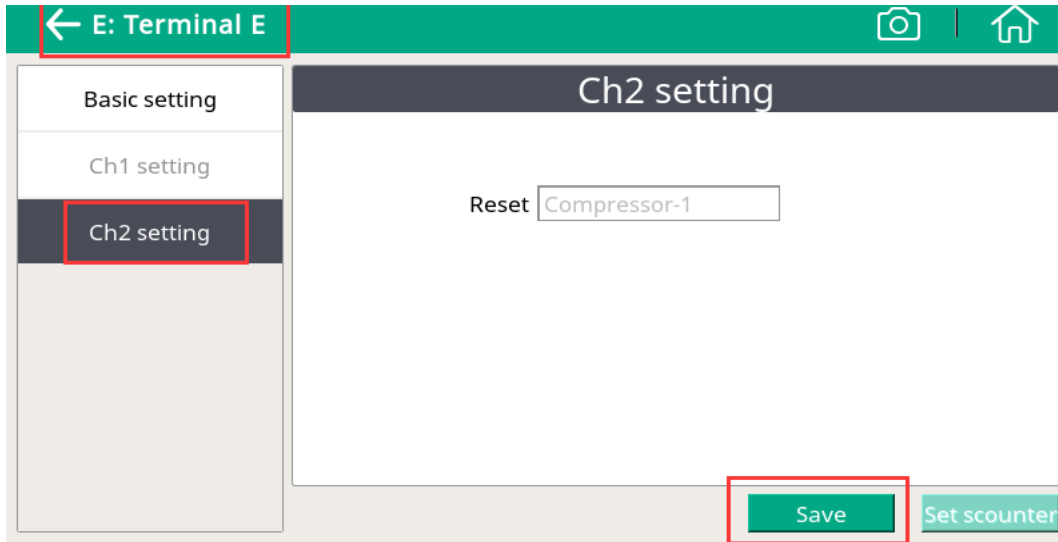 E: Terminal E
Basic setting
Ch1 setting
Ch2 setting
Ch2 setting
Reset Compressor-1
Save
Set scounter